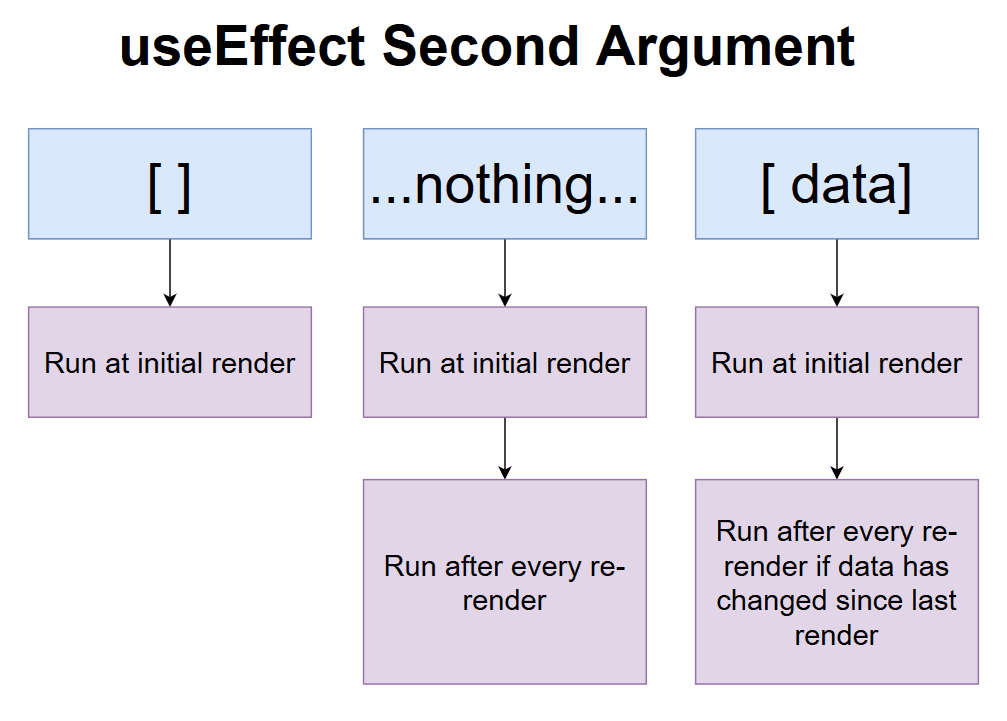 useEffect Second Argument
[ ]
...nothing...
[ data]
Run at initial render
Run at initial render
Run at initial render
Run after every re-
render
Run after every re-
render if data has
changed since last
render